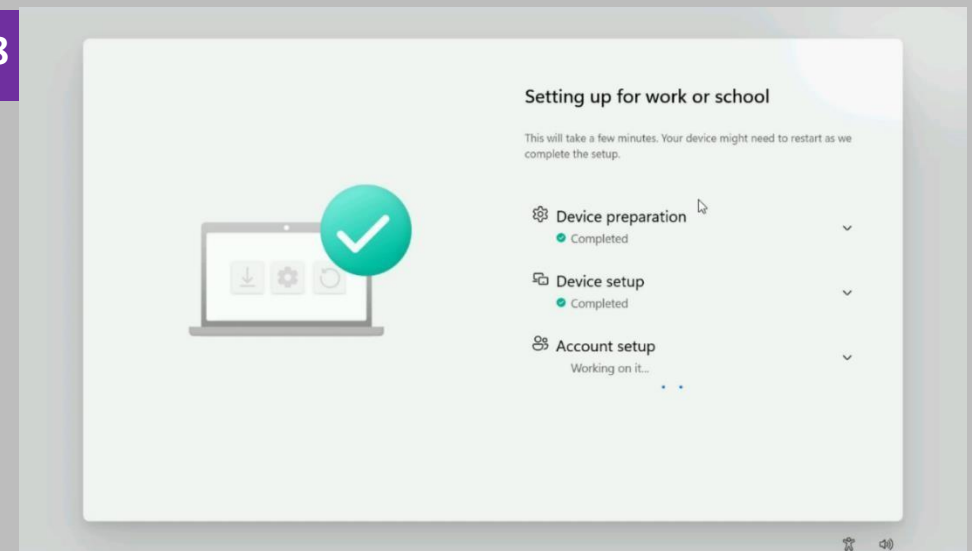 8
Setting up for work or school
This will take a few minutes. Your device might need to restart as we
complete the setup.
Device preparation
Completed
Device setup
Completed
Account setup
Working on it...